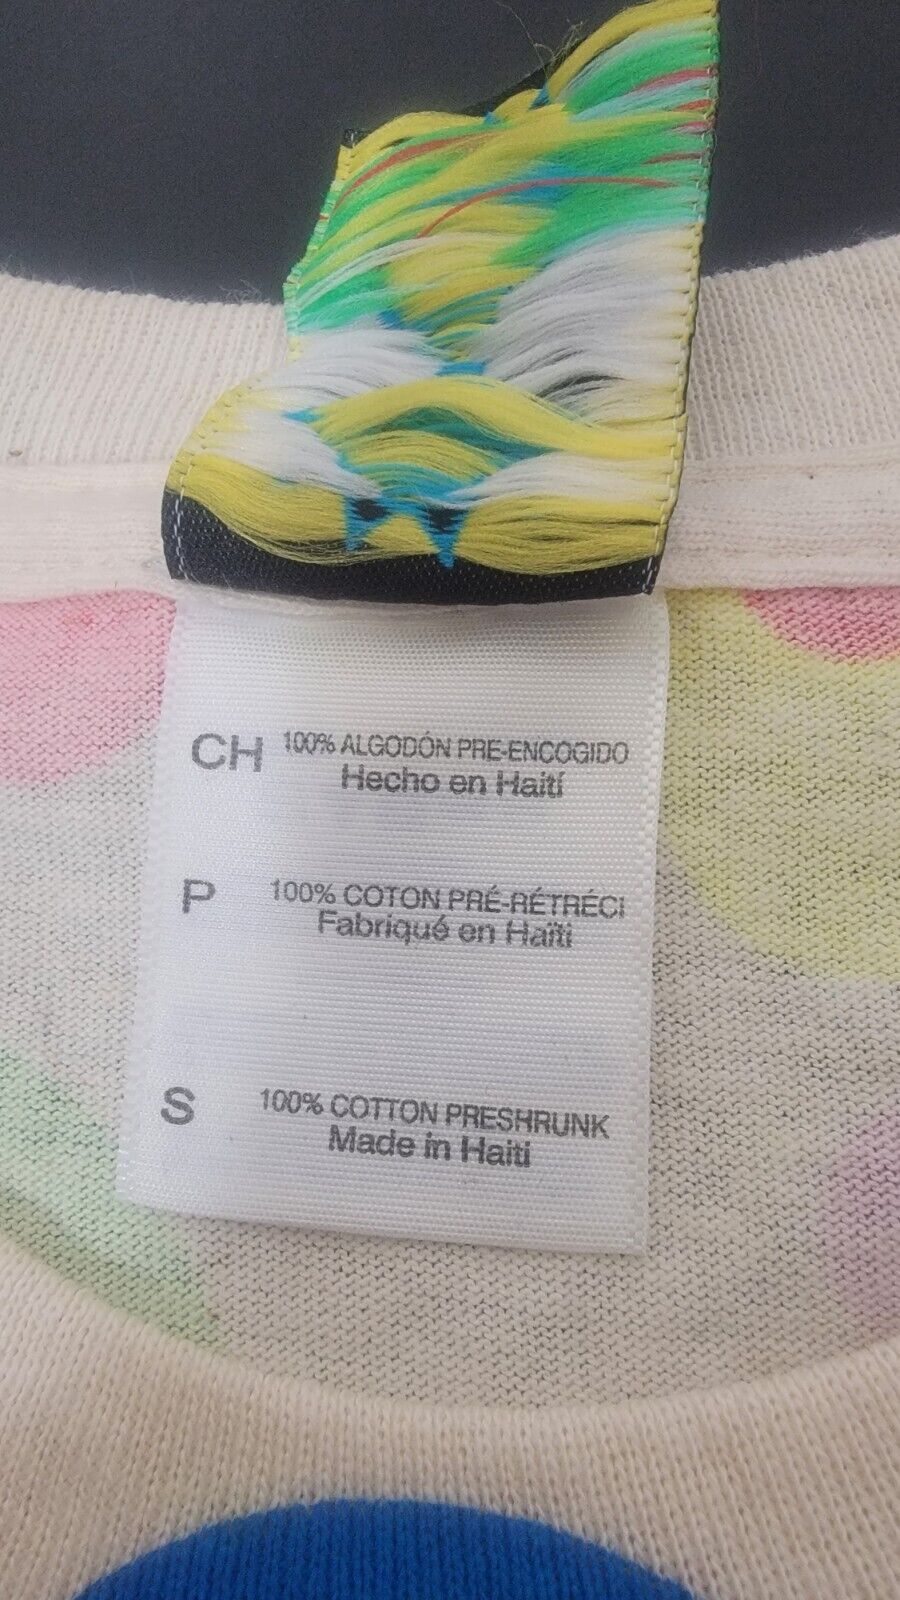 CH 100% ALGODÓN PRE-ENCOGIDO
Hecho en Haití
P 100% COTON PRÉ-RÉTRÉCI
Fabriqué en Haïti
S 100% COTTON PRESHRUNK
Made in Haiti